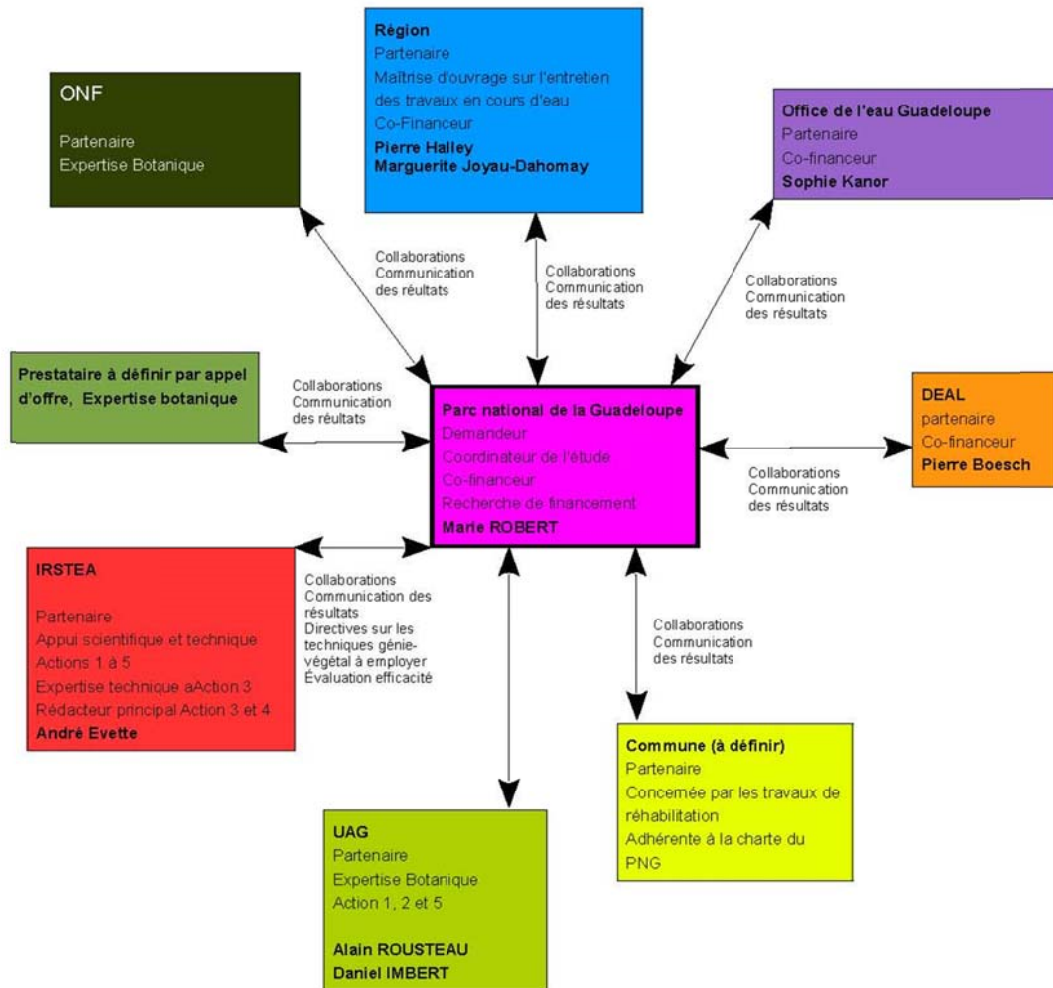 Région
Partenaire
Maîtrise d'ouvrage sur l'entretien
des travaux en cours d'eau
Co-Financeur
Pierre Halley
Marguerite Joyau-Dahomay
ONF
Partenaire
Expertise Botanique
Office de l'eau Guadeloupe
Partenaire
Co-financeur
Sophie Kanor
Collaborations
Communication
des réultats
Collaborations
Communication
des résultats
Collaborations
Communication
des résultats
Prestataire à définir par appel
d'offre, Expertise botanique
Collaborations
Communication
des résultats
Parc national de la Guadeloupe
Demandeur
Coordinateur de l'étude
Co-financeur
Recherche de financement
Marie ROBERT
DEAL
partenaire
Co-financeur
Pierre Boesch
Collaborations
Communication
des résultats
IRSTEA
Partenaire
Appui scientifique et technique
Actions 1 à 5
Expertise technique aAction 3
Rédacteur principal Action 3 et 4
André Evette
Collaborations
Communication des
résultats
Directives sur les
techniques génie-
végétal à employer
Évaluation efficacité
Collaborations
Communication
des résultats
Commune (à définir)
Partenaire
Concernée par les travaux de
réhabilitation
Adhérente à la charte du
PNG
UAG
Partenaire
Expertise Botanique
Action 1, 2 et 5
Alain ROUSTEAU
Daniel IMBERT